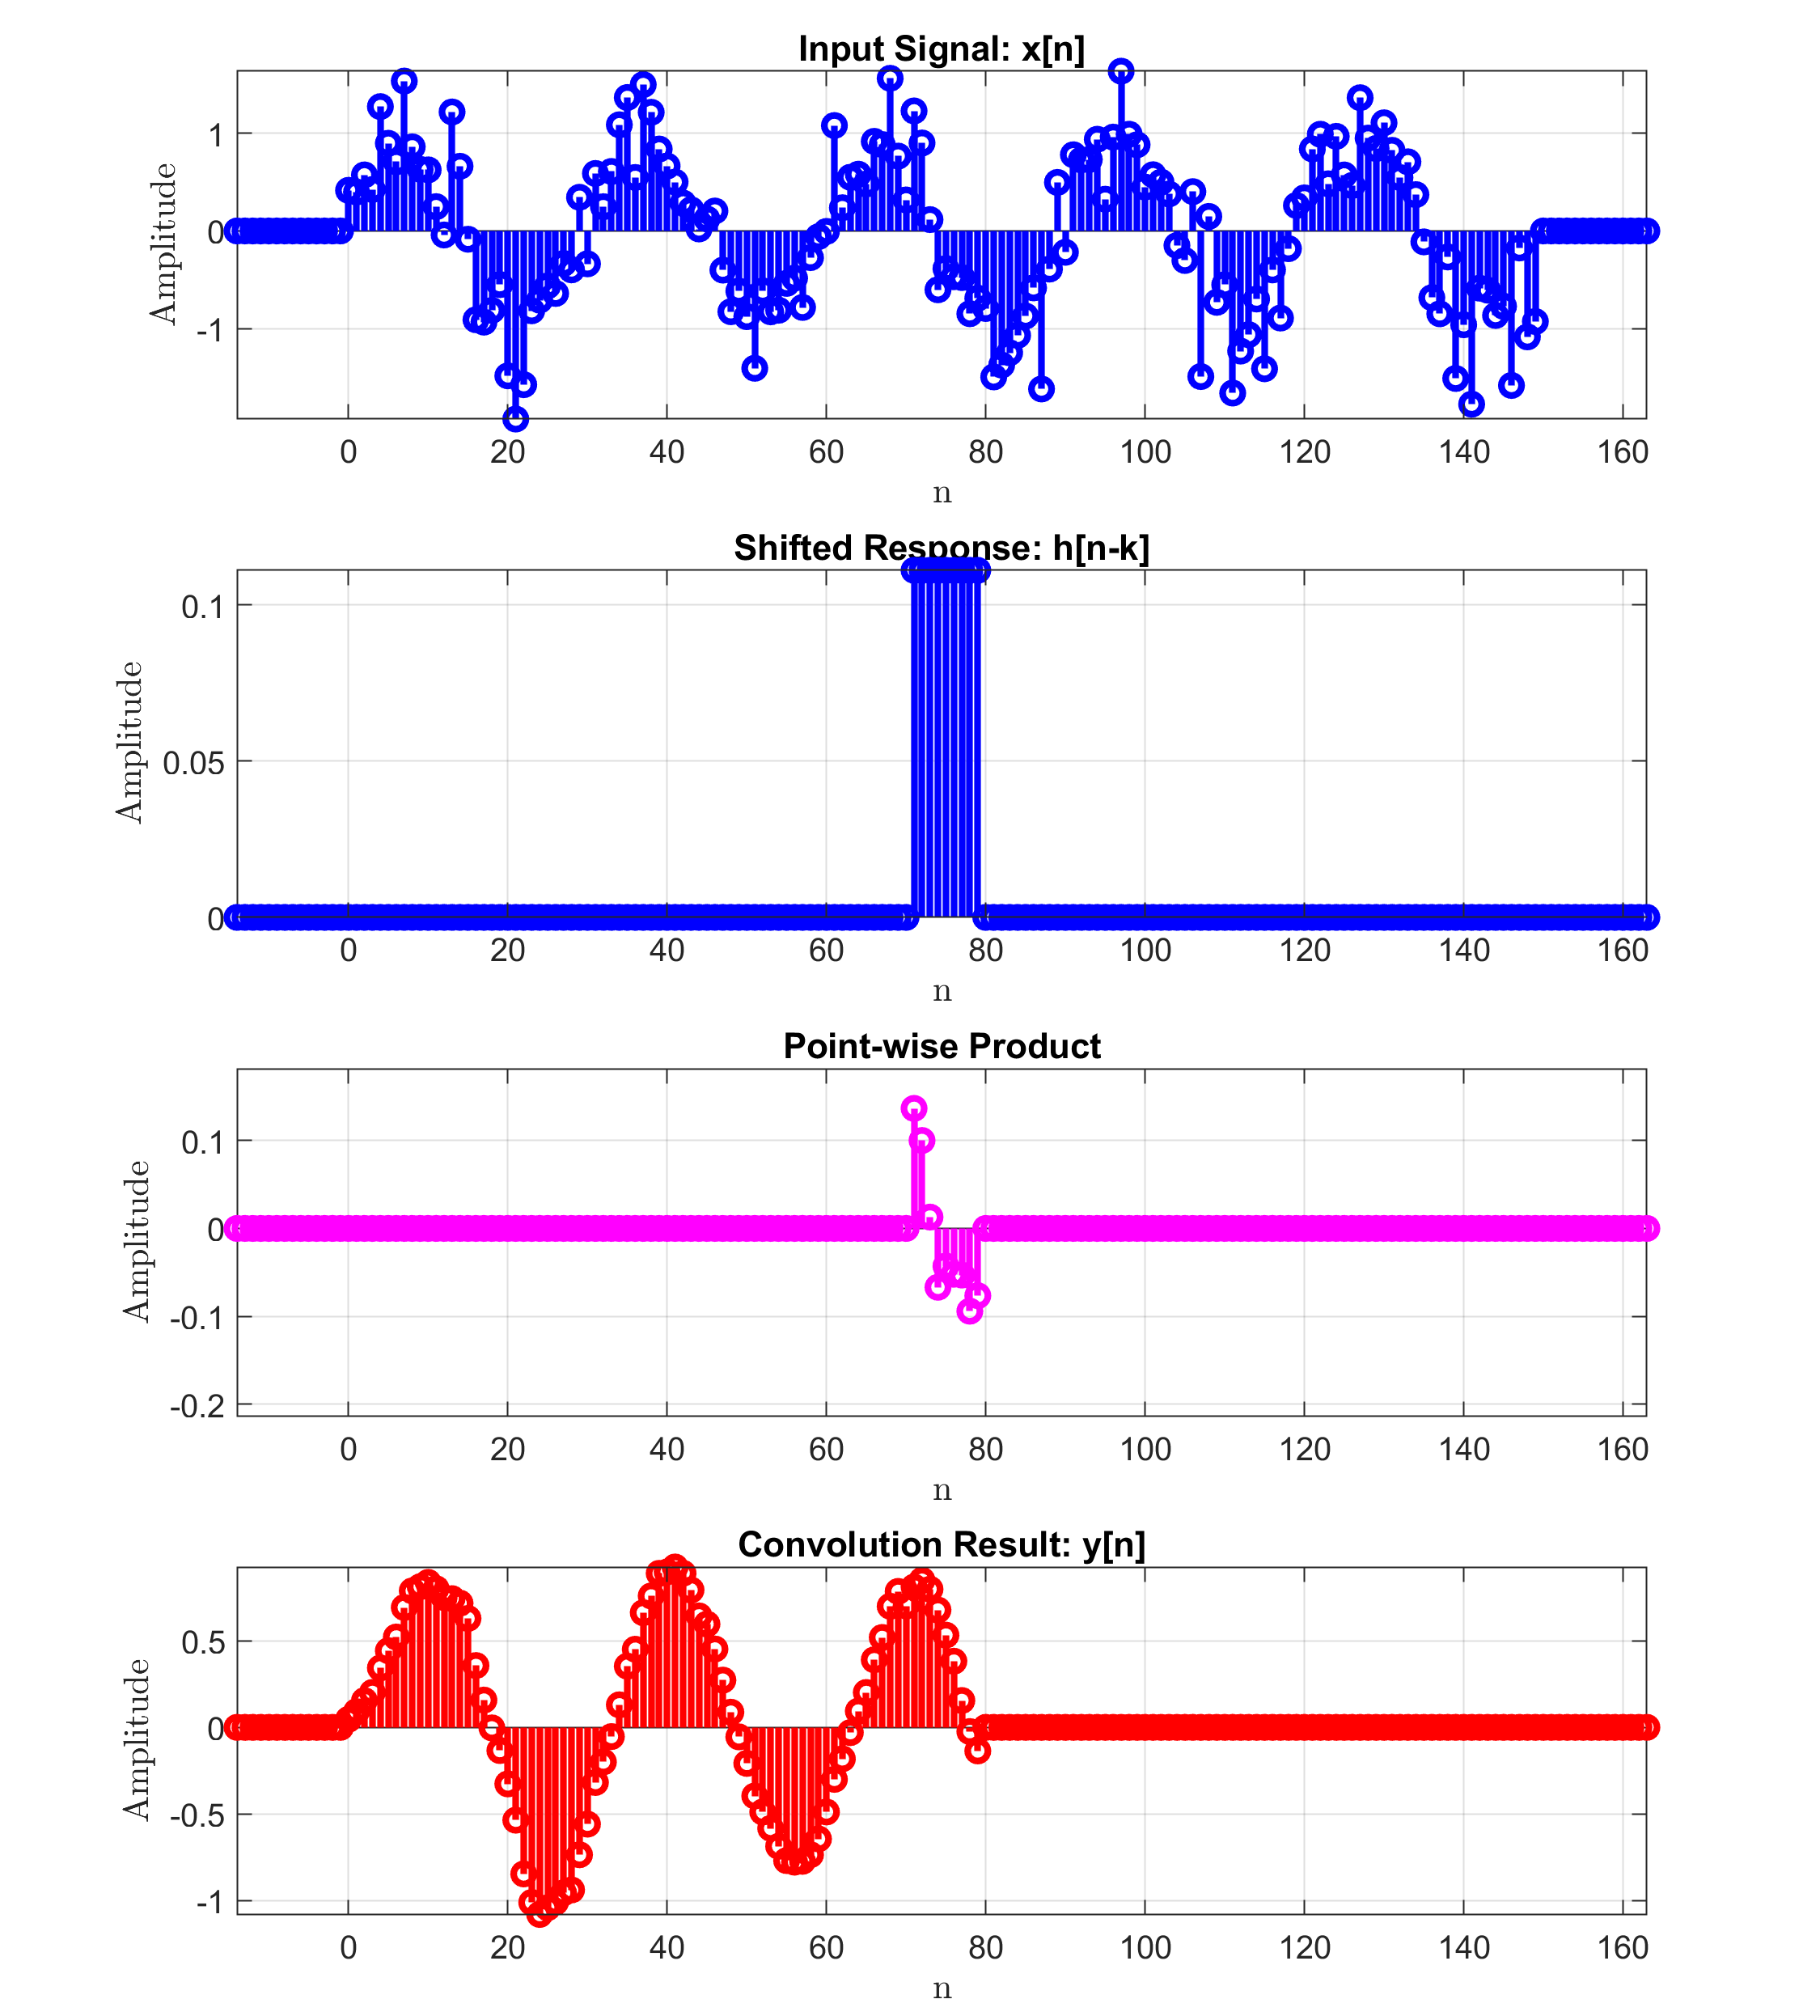 Input Signal: x[n]
Amplitude
1
0
-1
0 20 40 60 80 100 120 140 160
n
Shifted Response: h[n-k]
Amplitude
0.1
0.05
0
0 20 40 60 80 100 120 140 160
n
Point-wise Product
Amplitude
0.1
0
-0.1
-0.2
0 20 40 60 80 100 120 140 160
n
Convolution Result: y[n]
Amplitude
0.5
0
-0.5
-1
0 20 40 60 80 100 120 140 160
n